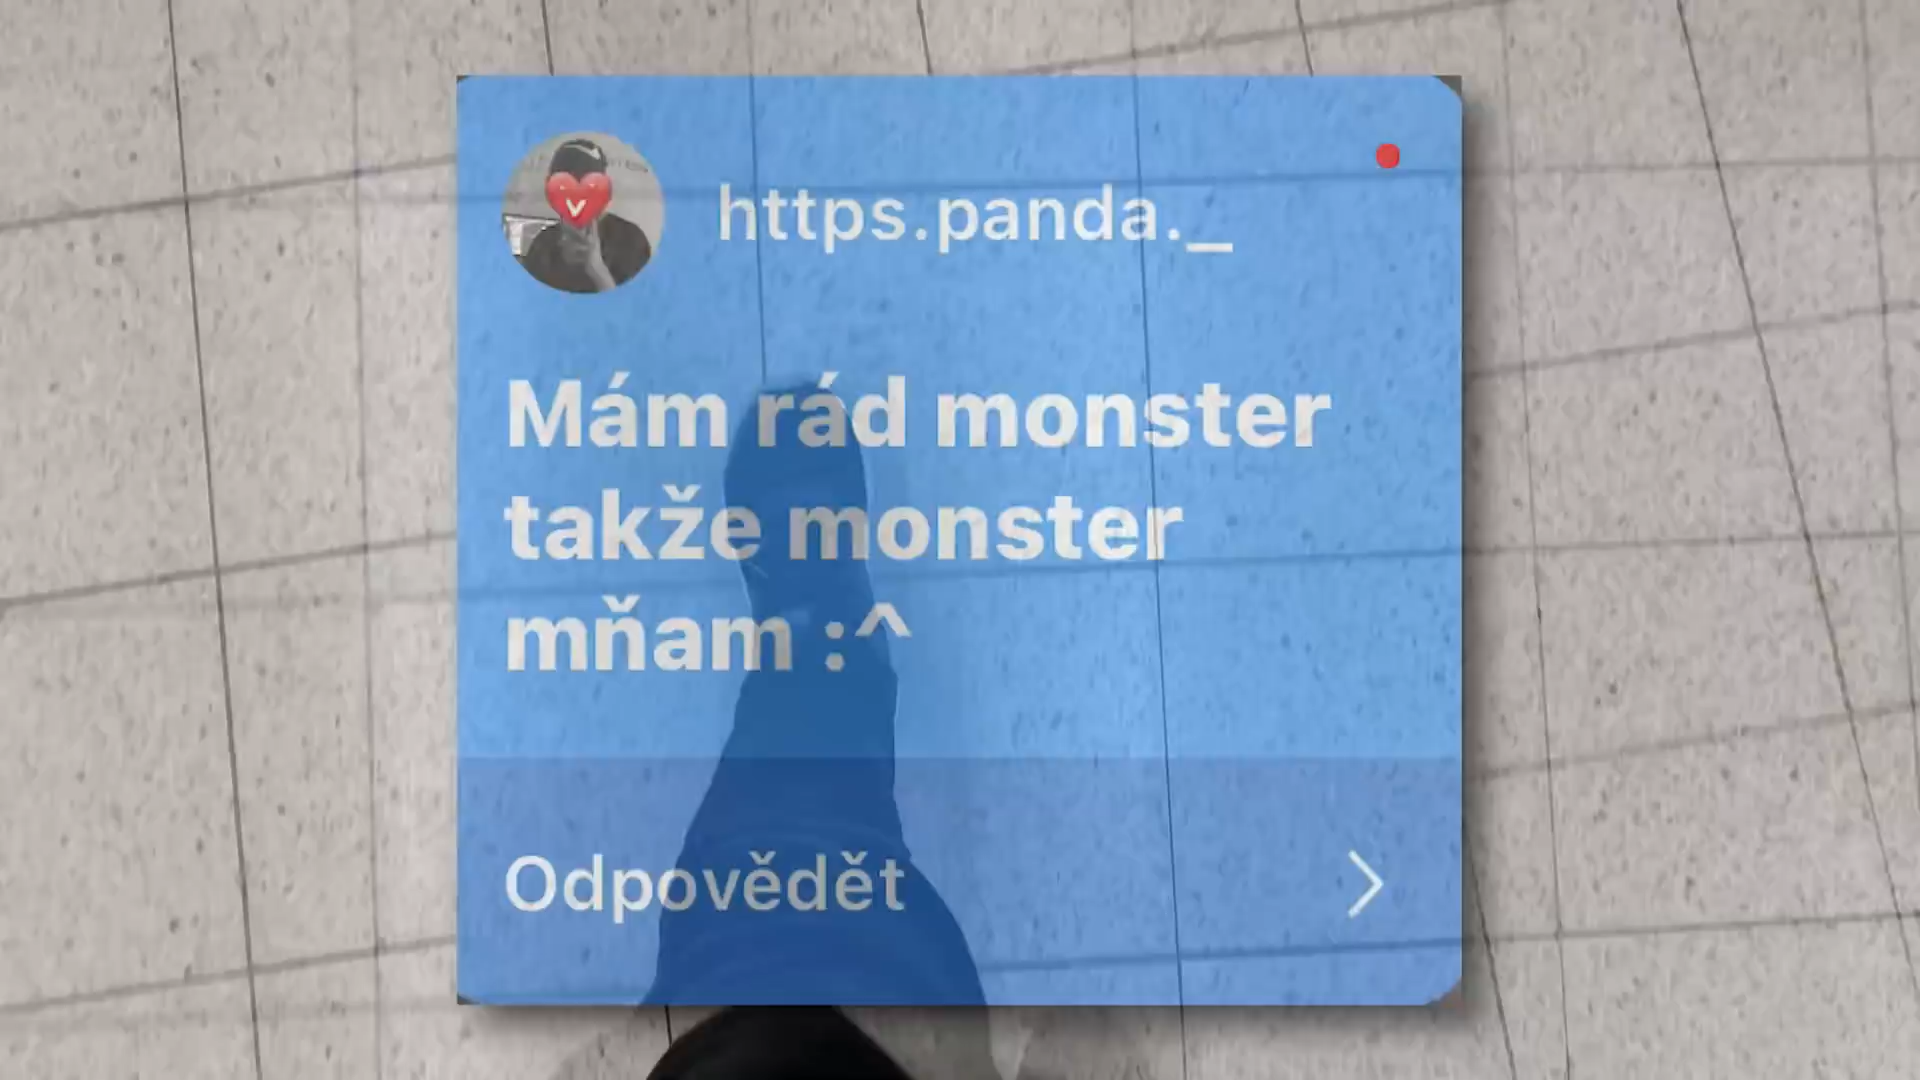 https.panda._
Mám rád monster
takže monster
mňam :^
Odpovědět